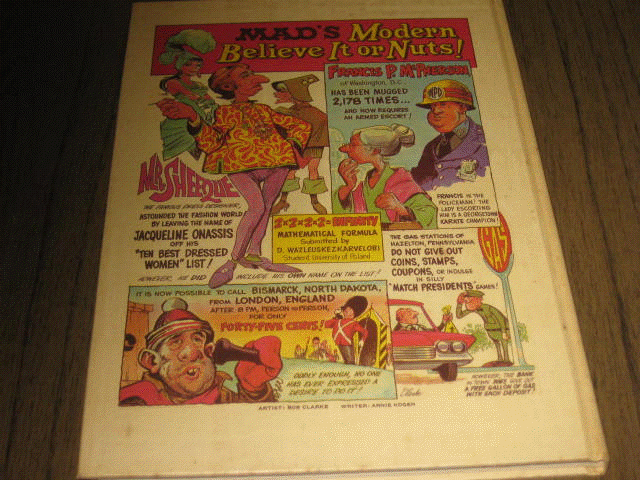 MAD'S Modern
Believe It or Nuts!
FRANCIS P. McPHERSIN
of Washington, D.C.
HAS BEEN MUGGED
2,178 TIMES...
AND NOW REQUIRES
AN ARMED ESCORT!
MPD
FRANCIS IS THE
POLICEMAN! THE
LADY ESCORTING
HIM IS A GEORGETOWN
KARATE CHAMPION!
MR. SHEEQUE
THE FAMOUS DRESS DESIGNER,
ASTOUNDED THE FASHION WORLD
BY LEAVING THE NAME OF
JACQUELINE ONASSIS
OFF HIS
"TEN BEST DRESSED
WOMEN" LIST!
HOWEVER, HE DID INCLUDE HIS OWN NAME ON THE LIST!
2×2×2×2=INFINITY
MATHEMATICAL FORMULA
Submitted by
D. WAZLEUSKEZKARVELOBI
Student, University of Poland
THE GAS STATIONS OF
HAZELTON, PENNSYLVANIA
DO NOT GIVE OUT
COINS, STAMPS,
COUPONS, OR INDULGE
IN SILLY
"MATCH PRESIDENTS GAMES!
GAS
HOWEVER, THE BANK
IN TOWN DOES GIVE OUT
A FREE GALLON OF GAS
WITH EACH DEPOSIT!
IT IS NOW POSSIBLE TO CALL BISMARCK, NORTH DAKOTA,
FROM LONDON, ENGLAND
AFTER 8 PM, PERSON TO PERSON,
FOR ONLY
FORTY-FIVE CENTS!
ODDLY ENOUGH, NO ONE
HAS EVER EXPRESSED A
DESIRE TO DO IT!
Clarke
ARTIST: BOB CLARKE WRITER: ANNIE KOGEN